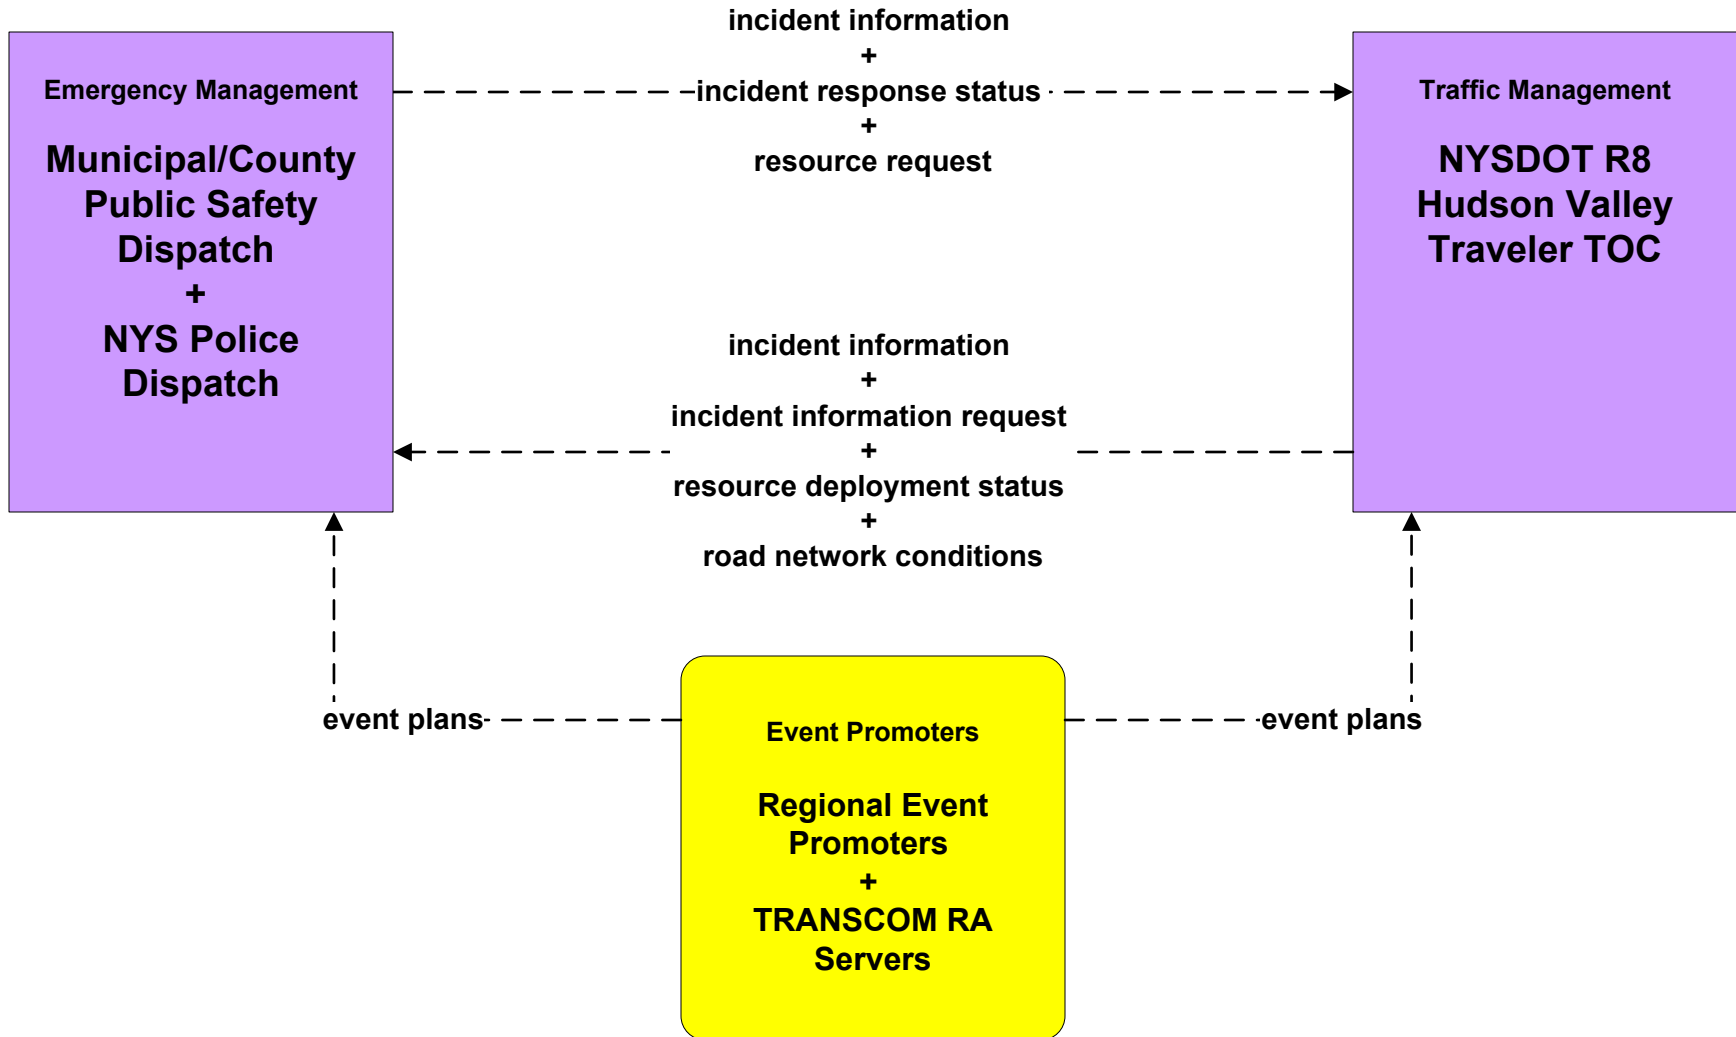 Emergency Management
Municipal/County
Public Safety
Dispatch
+
NYS Police
Dispatch
incident information
+
incident response status
+
resource request
Traffic Management
NYSDOT R8
Hudson Valley
Traveler TOC
incident information
+
incident information request
+
resource deployment status
+
road network conditions
event plans
Event Promoters
Regional Event
Promoters
+
TRANSCOM RA
Servers
event plans